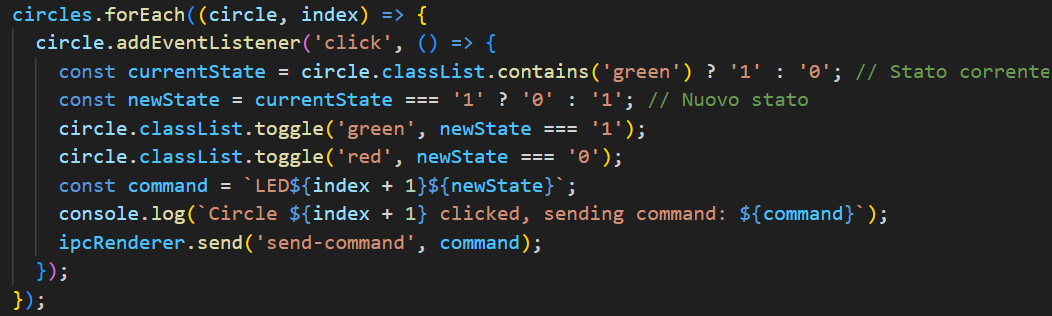 circles.forEach((circle, index) => {
  circle.addEventListener('click', () => {
    const currentState = circle.classList.contains('green') ? '1' : '0'; // Stato corrente
    const newState = currentState === '1' ? '0' : '1'; // Nuovo stato
    circle.classList.toggle('green', newState === '1');
    circle.classList.toggle('red', newState === '0');
    const command = `LED${index + 1}${newState}`;
    console.log(`Circle ${index + 1} clicked, sending command: ${command}`);
    ipcRenderer.send('send-command', command);
  });
});